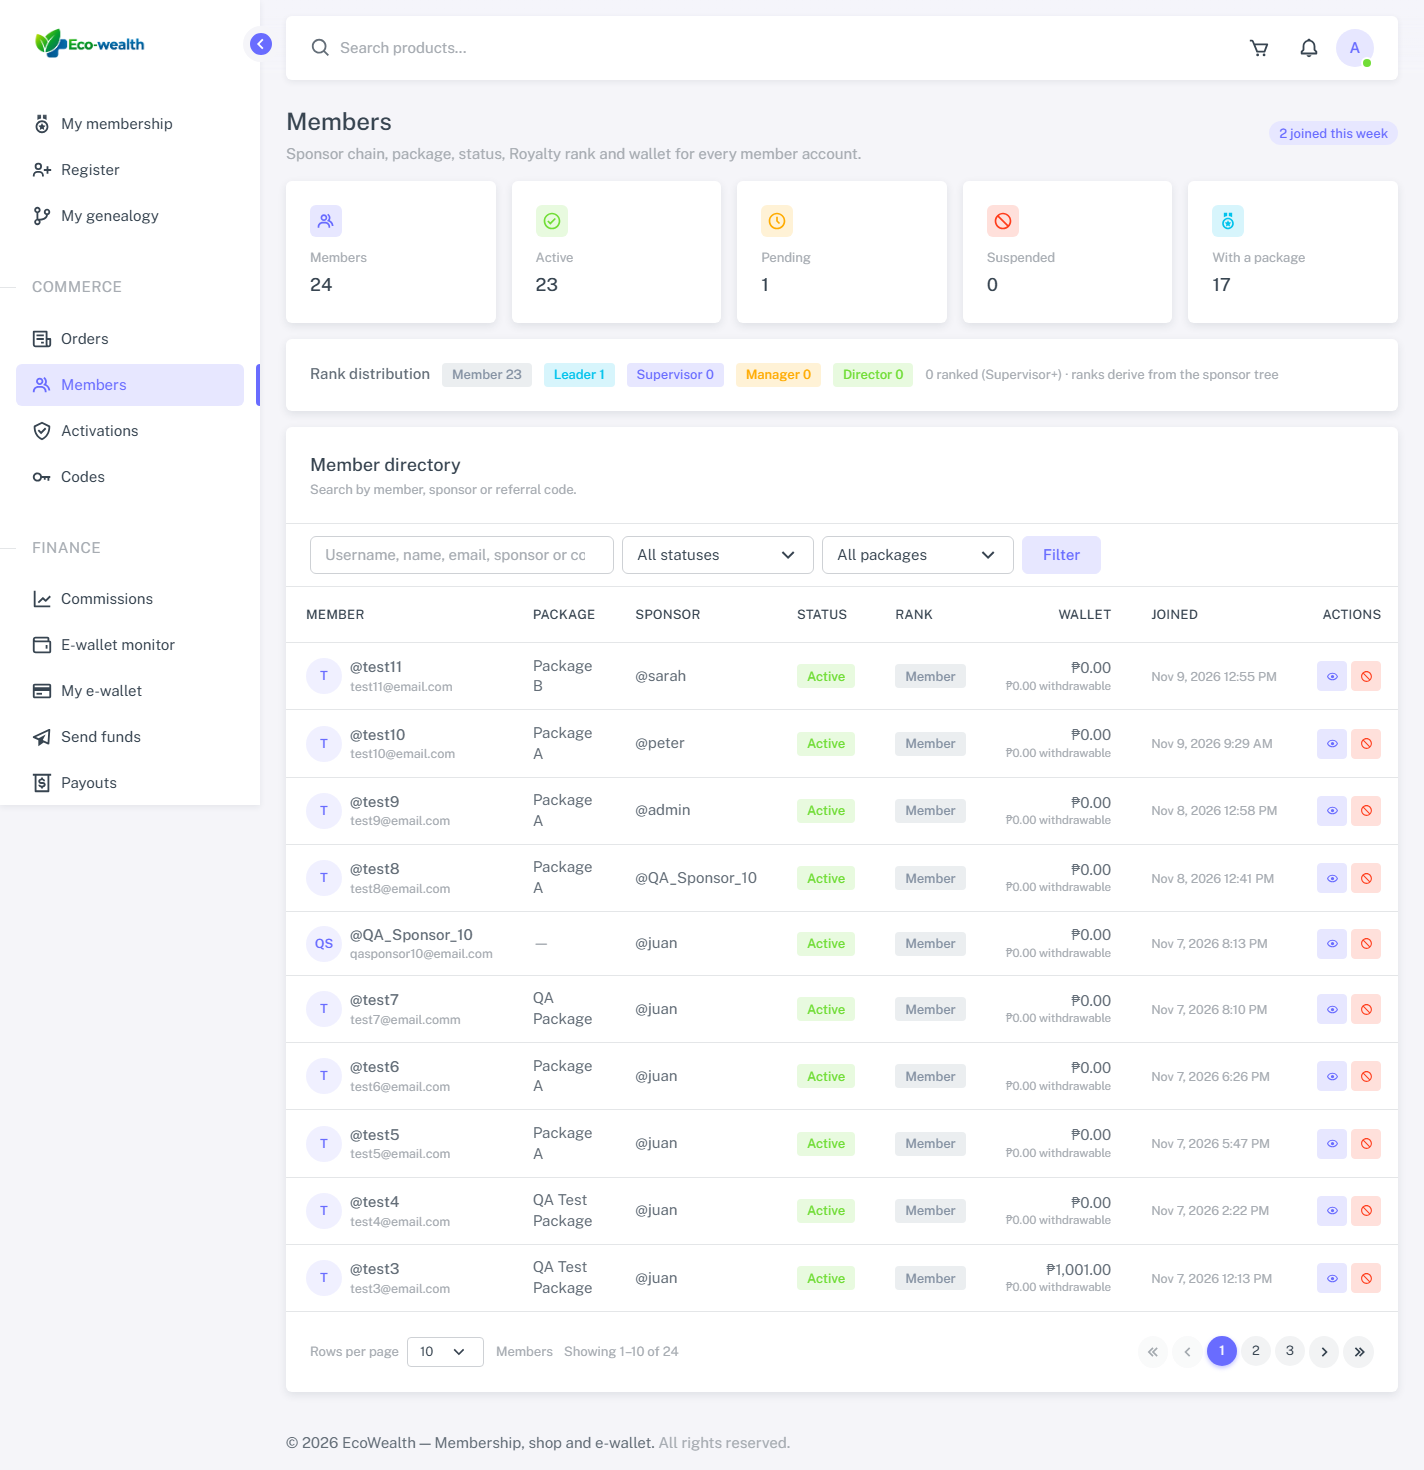 Eco-wealth
My membership
Register
My genealogy
COMMERCE
Orders
Members
Activations
Codes
FINANCE
Commissions
E-wallet monitor
My e-wallet
Send funds
Payouts
Search products...
A
Members
2 joined this week
Sponsor chain, package, status, Royalty rank and wallet for every member account.
Members
24
Active
23
Pending
1
Suspended
0
With a package
17
Rank distribution Member 23 Leader 1 Supervisor 0 Manager 0 Director 0 0 ranked (Supervisor+) · ranks derive from the sponsor tree
Member directory
Search by member, sponsor or referral code.
Username, name, email, sponsor or co All statuses All packages Filter
MEMBER PACKAGE SPONSOR STATUS RANK WALLET JOINED ACTIONS
T @test11 Package B @sarah Active Member ₱0.00 Nov 9, 2026 12:55 PM
test11@email.com ₱0.00 withdrawable
T @test10 Package A @peter Active Member ₱0.00 Nov 9, 2026 9:29 AM
test10@email.com ₱0.00 withdrawable
T @test9 Package A @admin Active Member ₱0.00 Nov 8, 2026 12:58 PM
test9@email.com ₱0.00 withdrawable
T @test8 Package A @QA_Sponsor_10 Active Member ₱0.00 Nov 8, 2026 12:41 PM
test8@email.com ₱0.00 withdrawable
QS @QA_Sponsor_10 — @juan Active Member ₱0.00 Nov 7, 2026 8:13 PM
qasponsor10@email.com ₱0.00 withdrawable
T @test7 QA Package @juan Active Member ₱0.00 Nov 7, 2026 8:10 PM
test7@email.comm ₱0.00 withdrawable
T @test6 Package A @juan Active Member ₱0.00 Nov 7, 2026 6:26 PM
test6@email.com ₱0.00 withdrawable
T @test5 Package A @juan Active Member ₱0.00 Nov 7, 2026 5:47 PM
test5@email.com ₱0.00 withdrawable
T @test4 QA Test Package @juan Active Member ₱0.00 Nov 7, 2026 2:22 PM
test4@email.com ₱0.00 withdrawable
T @test3 QA Test Package @juan Active Member ₱1,001.00 Nov 7, 2026 12:13 PM
test3@email.com ₱0.00 withdrawable
Rows per page 10 Members Showing 1–10 of 24 « ‹ 1 2 3 › »
© 2026 EcoWealth — Membership, shop and e-wallet. All rights reserved.